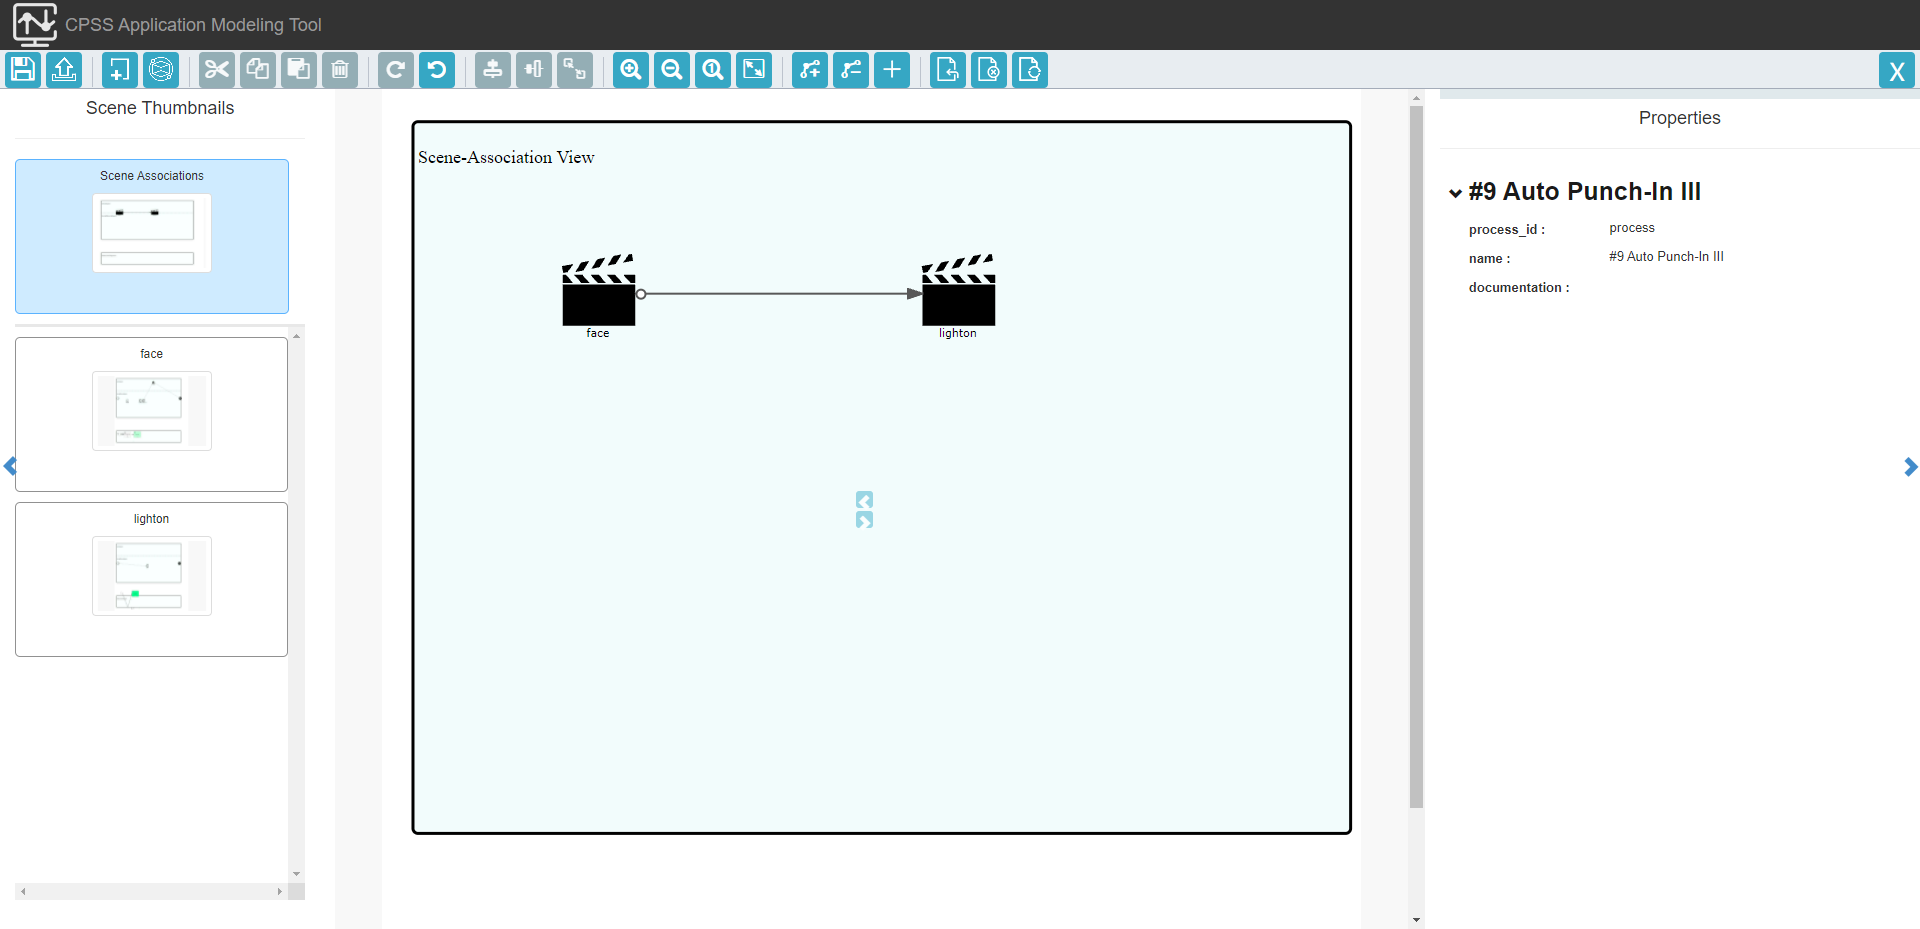 CPSS Application Modeling Tool
X
Scene Thumbnails
Scene Associations
face
lighton
Scene-Association View
face
lighton
Properties
#9 Auto Punch-In III
process_id : process
name : #9 Auto Punch-In III
documentation :